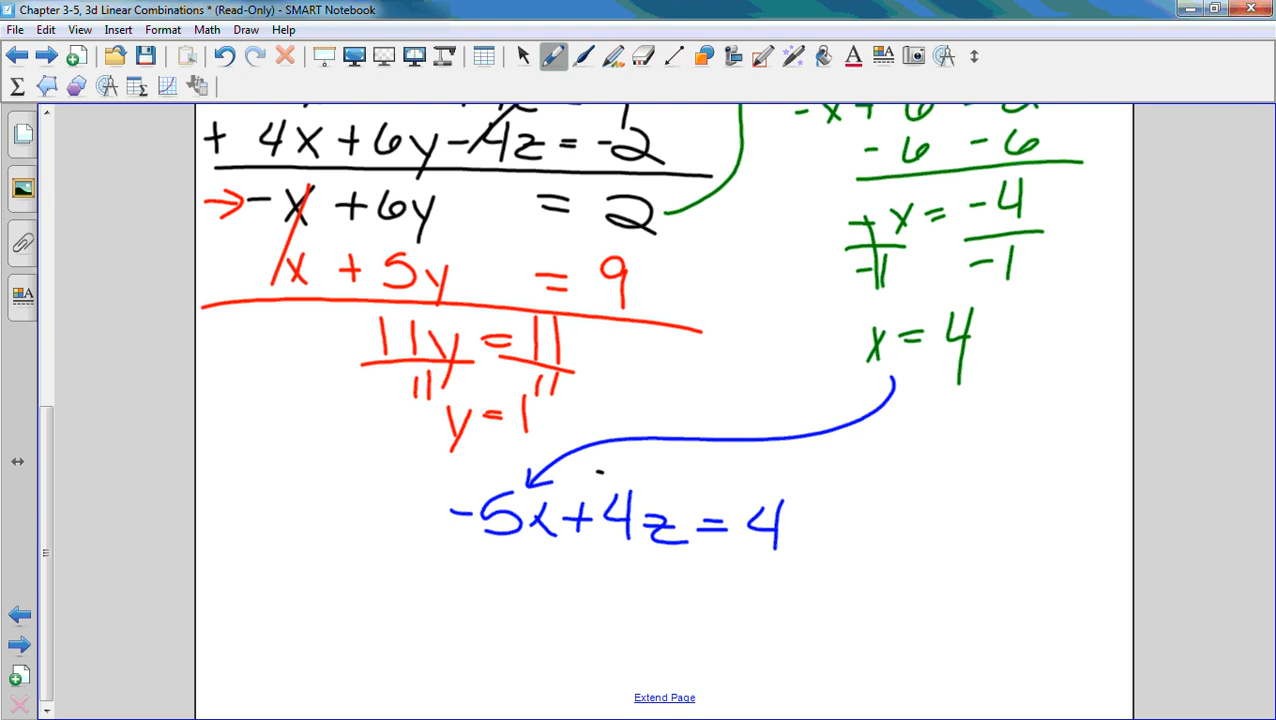 Chapter 3-5, 3d Linear Combinations * (Read-Only) - SMART Notebook
File Edit View Insert Format Math Draw Help
+ 4x + 6y - 4z = -2
- 6 - 6
-x + 6y = 2
-x = -4
-1 -1
x + 5y = 9
11y = 11
11 11
x = 4
y = 1
-5x + 4z = 4
Extend Page